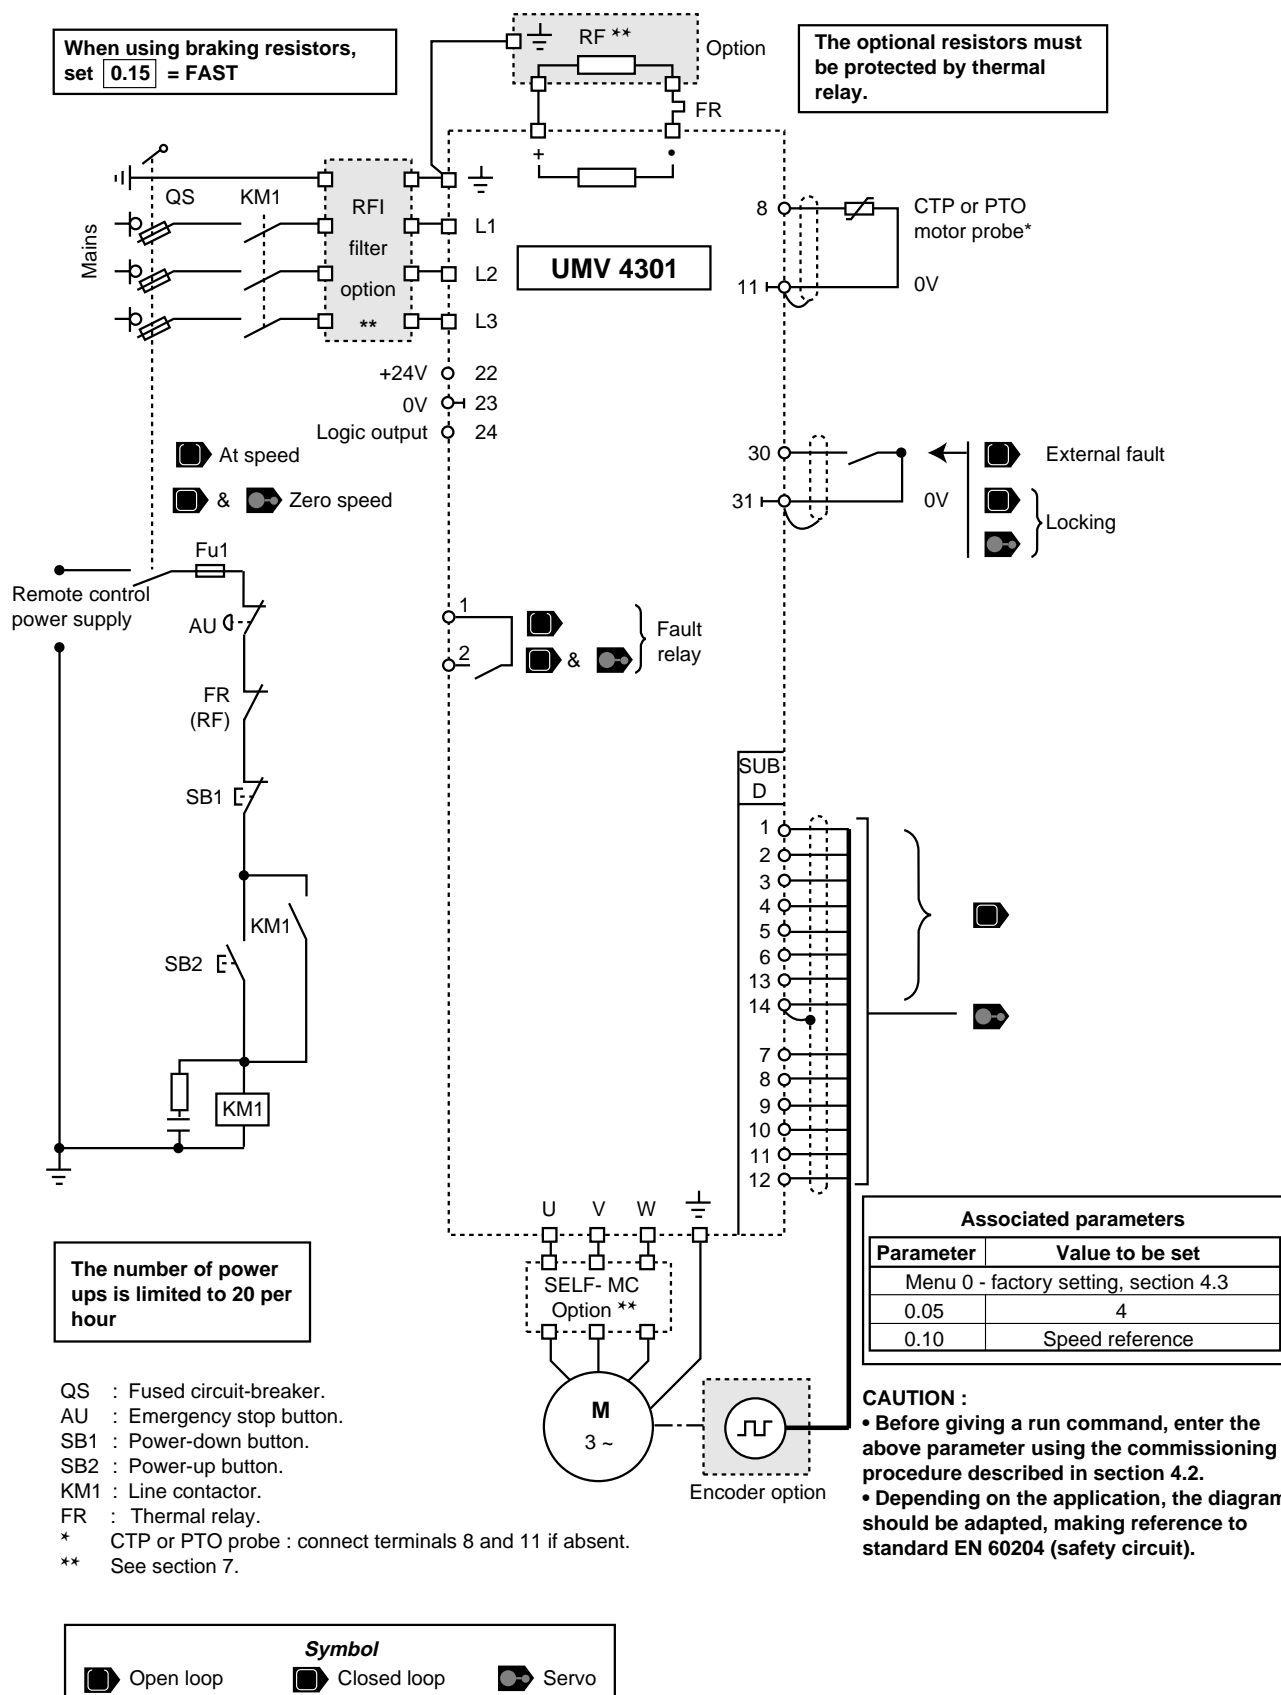 When using braking resistors,
set 0.15 = FAST
RF **
Option
The optional resistors must
be protected by thermal
relay.
FR
+
•
Mains
QS
KM1
RFI
filter
option
**
L1
L2
L3
UMV 4301
8
CTP or PTO
motor probe*
11
0V
+24V
22
0V
23
Logic output
24
At speed
& Zero speed
30
External fault
31
0V
Locking
Fu1
Remote control
power supply
AU
1
2
&
Fault
relay
FR
(RF)
SB1
SUB
D
1
2
3
4
5
6
13
14
7
8
9
10
11
12
KM1
SB2
KM1
U
V
W
SELF- MC
Option **
M
3 ~
Encoder option
The number of power
ups is limited to 20 per
hour
Associated parameters
Parameter Value to be set
Menu 0 - factory setting, section 4.3
0.05 4
0.10 Speed reference
QS : Fused circuit-breaker.
AU : Emergency stop button.
SB1 : Power-down button.
SB2 : Power-up button.
KM1 : Line contactor.
FR : Thermal relay.
* CTP or PTO probe : connect terminals 8 and 11 if absent.
** See section 7.
CAUTION :
• Before giving a run command, enter the
above parameter using the commissioning
procedure described in section 4.2.
• Depending on the application, the diagram
should be adapted, making reference to
standard EN 60204 (safety circuit).
Symbol
Open loop Closed loop Servo